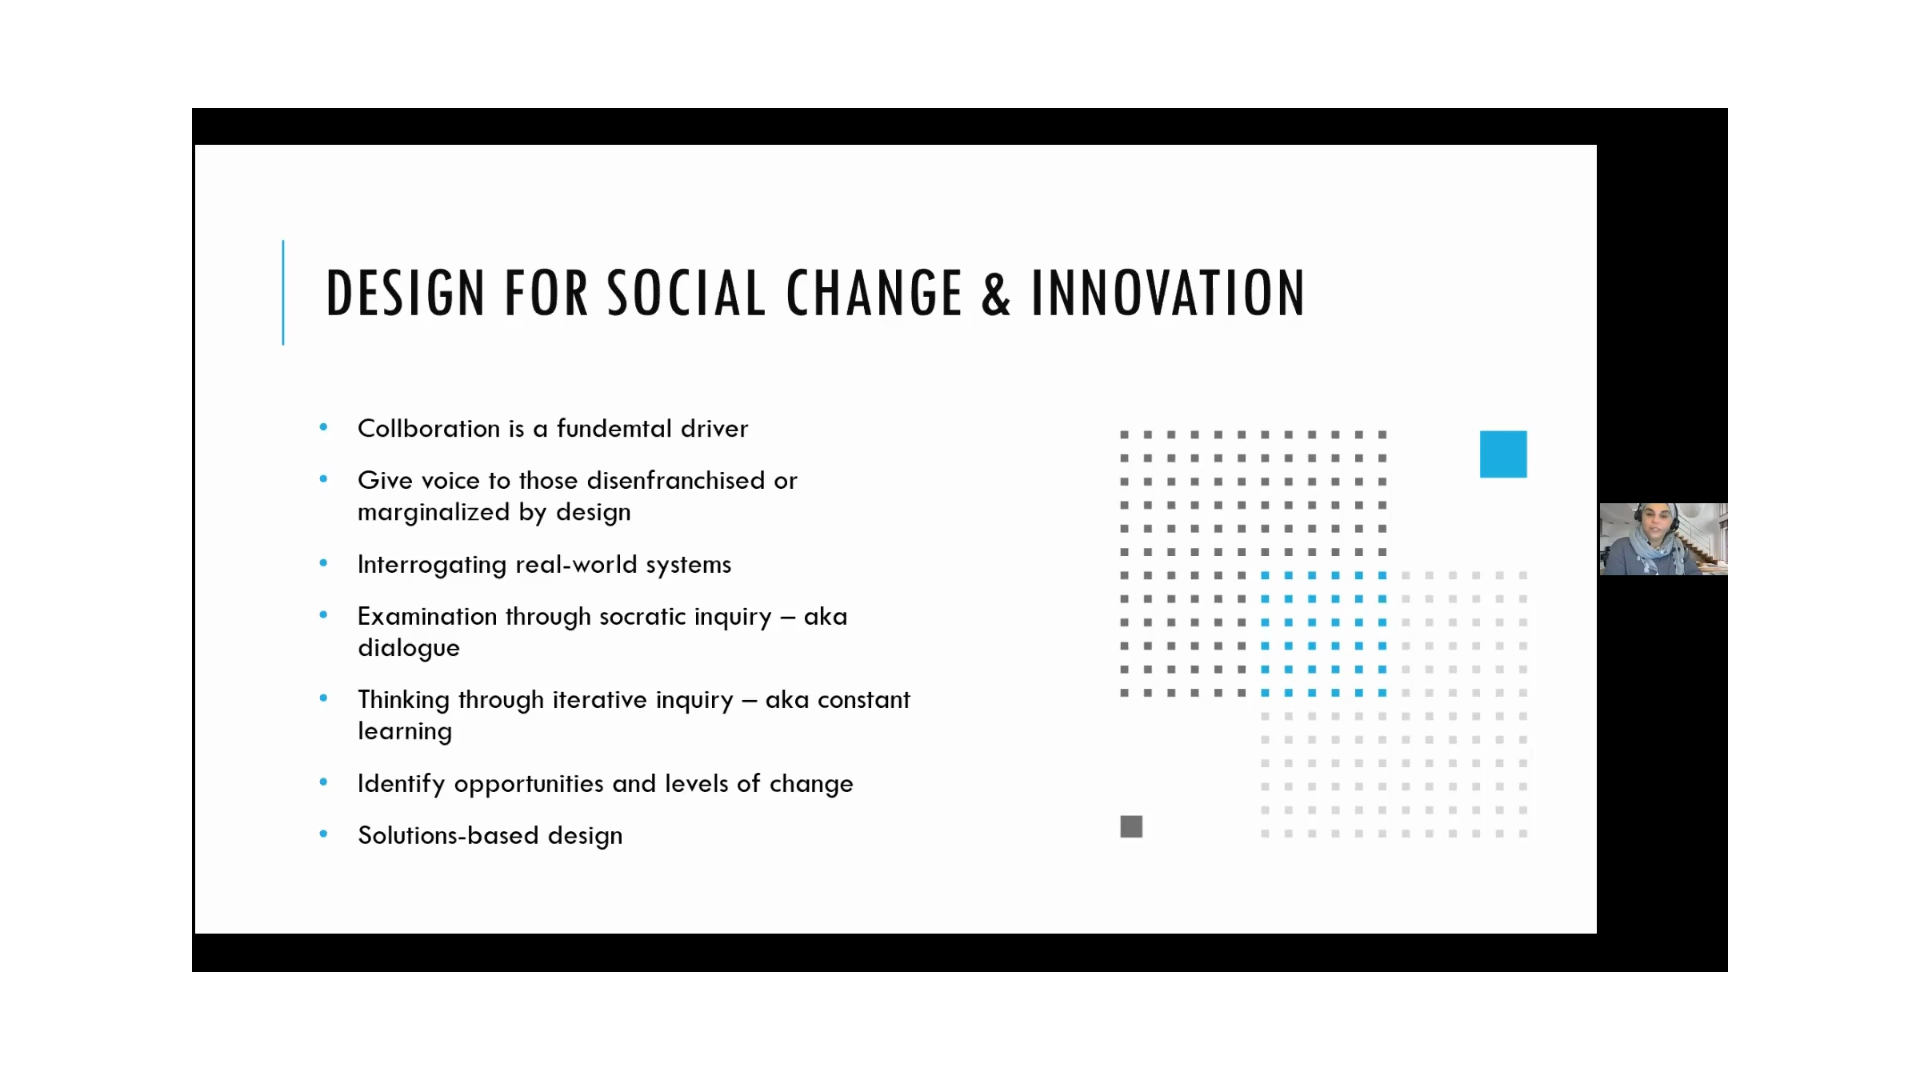 DESIGN FOR SOCIAL CHANGE & INNOVATION
• Collboration is a fundemtal driver
• Give voice to those disenfranchised or
marginalized by design
• Interrogating real-world systems
• Examination through socratic inquiry – aka
dialogue
• Thinking through iterative inquiry – aka constant
learning
• Identify opportunities and levels of change
• Solutions-based design